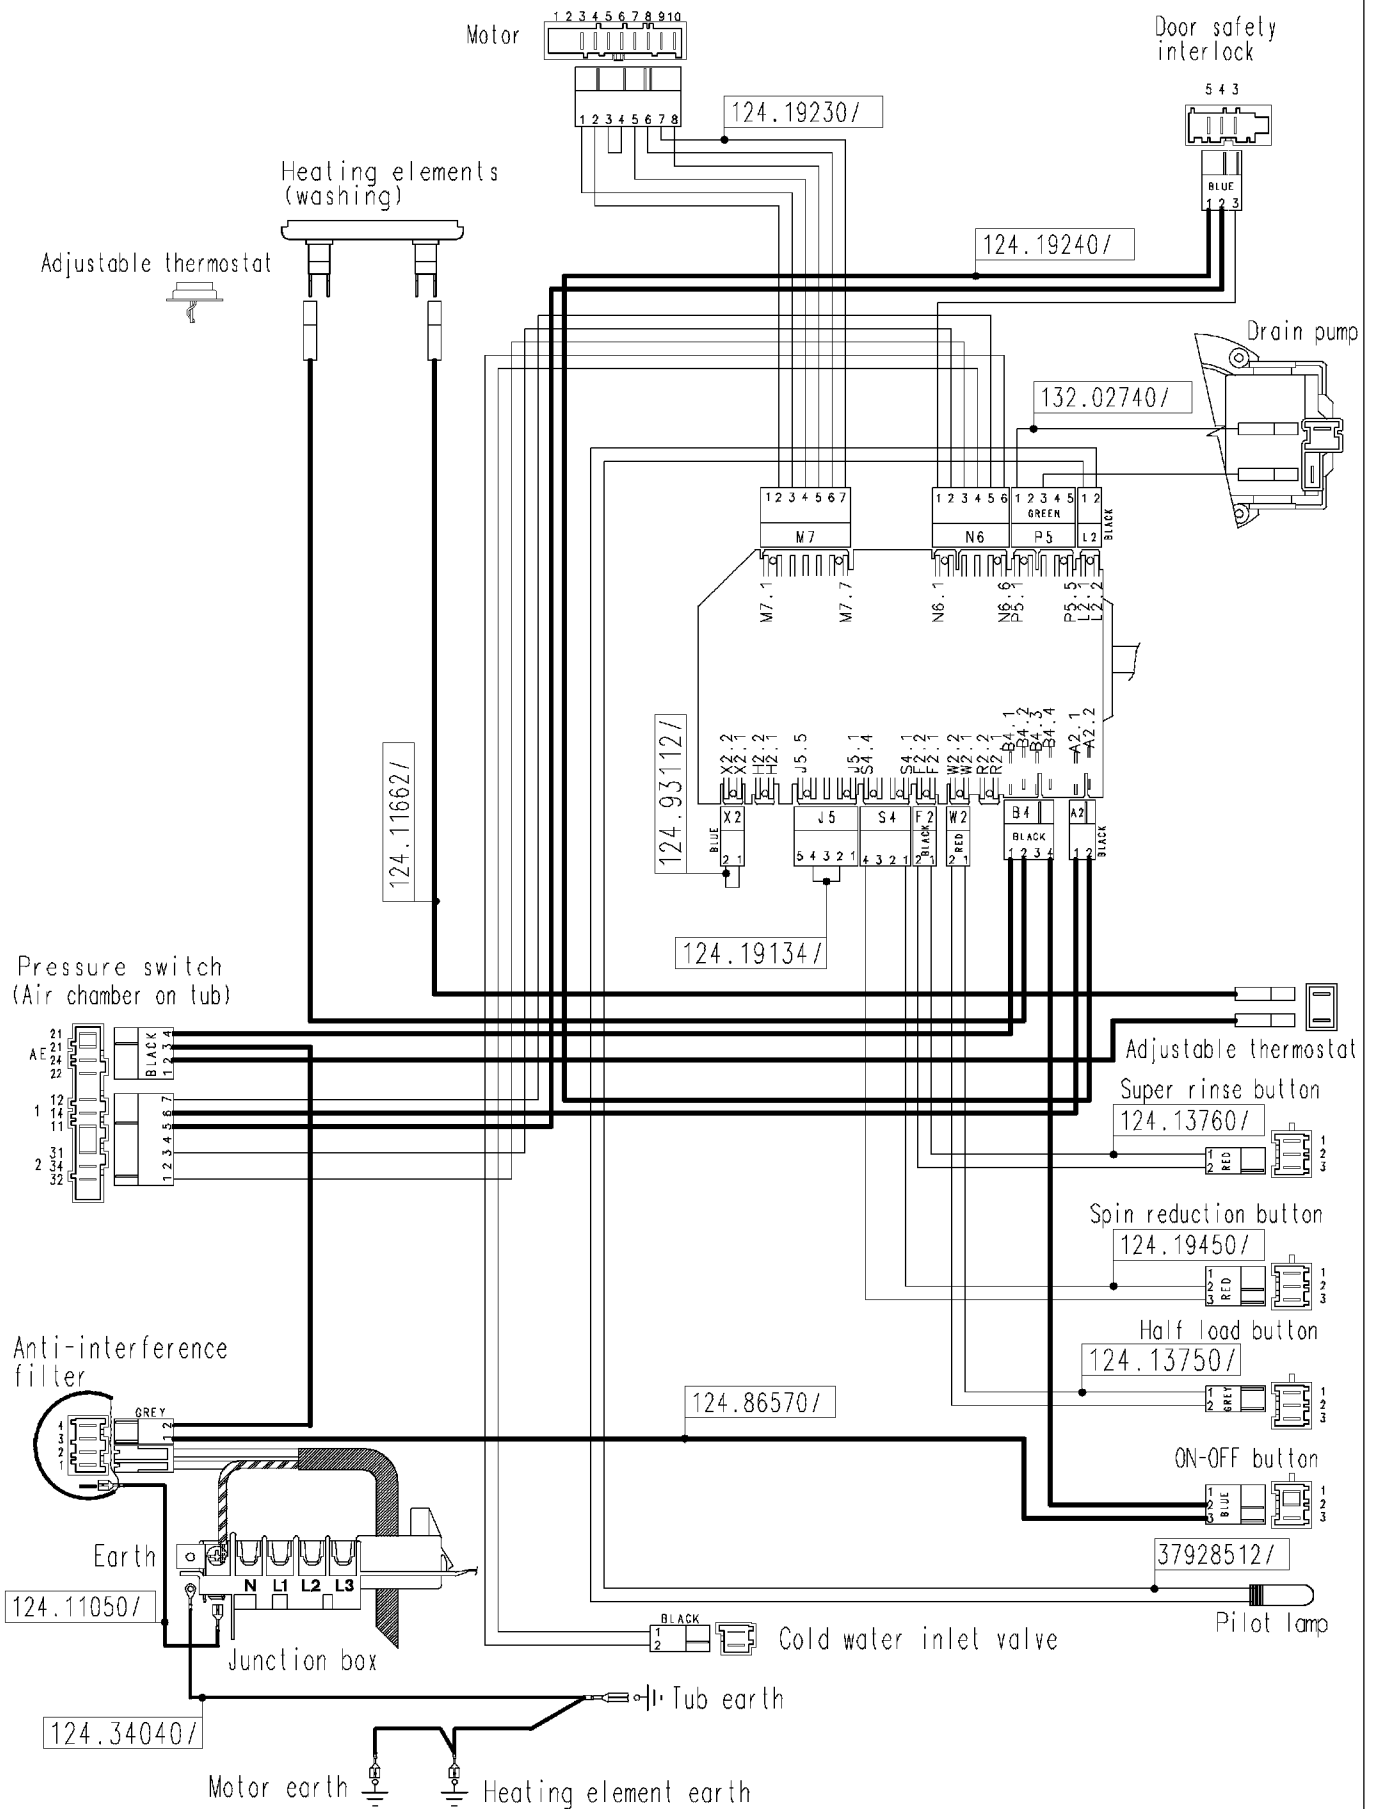 Motor
1 2 3 4 5 6 7 8 9 10
1 2 3 4 5 6 7 8
124.19230/
Door safety
interlock
5 4 3
BLUE
1 2 3
124.19240/
Heating elements
(washing)
Adjustable thermostat
Drain pump
132.02740/
1 2 3 4 5 6 7
M7
1 2 3 4 5 6
N6
1 2 3 4 5
GREEN
P5
1 2
L2
BLACK
M7.1
M7.7
N6.1
N6.6
P5.1
P5.5
L2.1
L2.2
124.93112/
124.11662/
X2.2
X2.1
H2.2
H2.1
J5.5
J5.1
S4.4
S4.1
F2.2
F2.1
W2.2
W2.1
R2.2
R2.1
B4.1
B4.2
B4.3
B4.4
A2.1
A2.2
BLUE
X2
2 1
J5
5 4 3 2 1
S4
4 3 2 1
F2
BLACK
2 1
W2
RED
2 1
B4
BLACK
1 2 3 4
A2
1 2
BLACK
124.19134/
Pressure switch
(Air chamber on tub)
AE
21
21
24
22
BLACK
4
3
2
1
1
12
14
11
2
31
34
32
7
6
5
4
3
2
1
Adjustable thermostat
Super rinse button
124.13760/
1
2
RED
1
2
3
Spin reduction button
124.19450/
1
2
3
RED
1
2
3
Half load button
124.13750/
1
2
GREY
1
2
3
Anti-interference
filter
4
3
2
1
GREY
2
1
124.86570/
ON-OFF button
1
2
3
BLUE
1
2
3
Earth
N L1 L2 L3
124.11050/
Junction box
37928512/
Pilot lamp
BLACK
1
2
Cold water inlet valve
Tub earth
124.34040/
Motor earth
Heating element earth